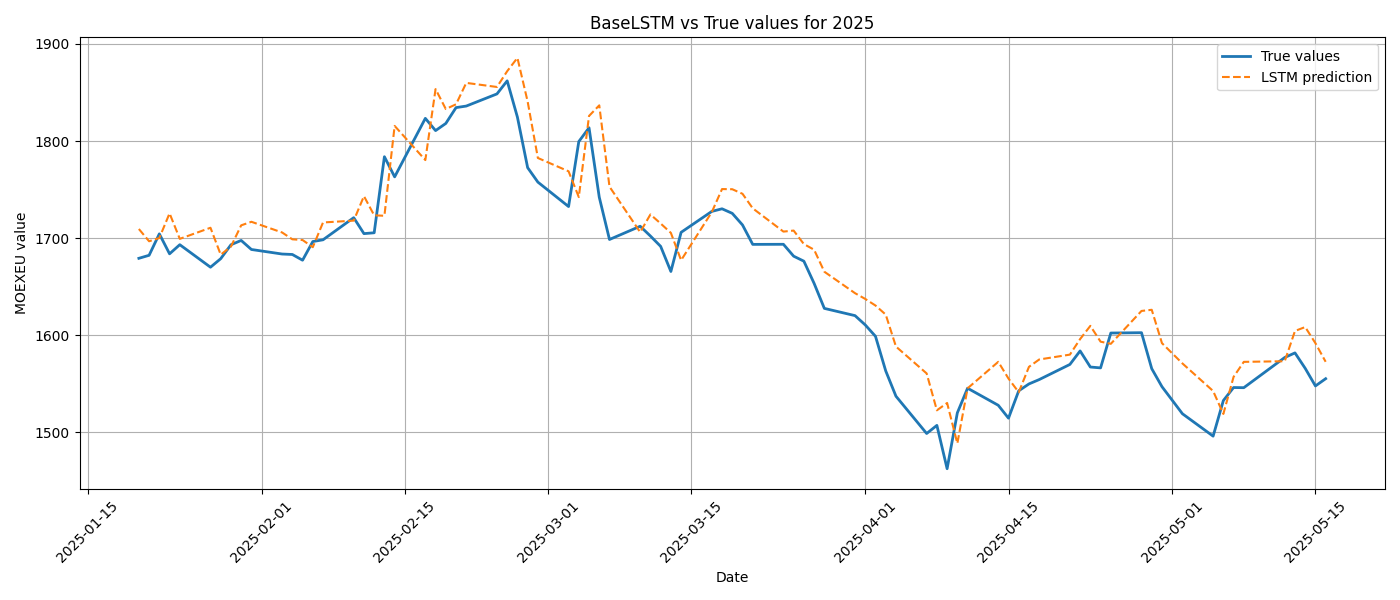 BaseLSTM vs True values for 2025
True values
LSTM prediction
1900
1800
1700
1600
1500
MOEXEU value
2025-01-15
2025-02-01
2025-02-15
2025-03-01
2025-03-15
2025-04-01
2025-04-15
2025-05-01
2025-05-15
Date